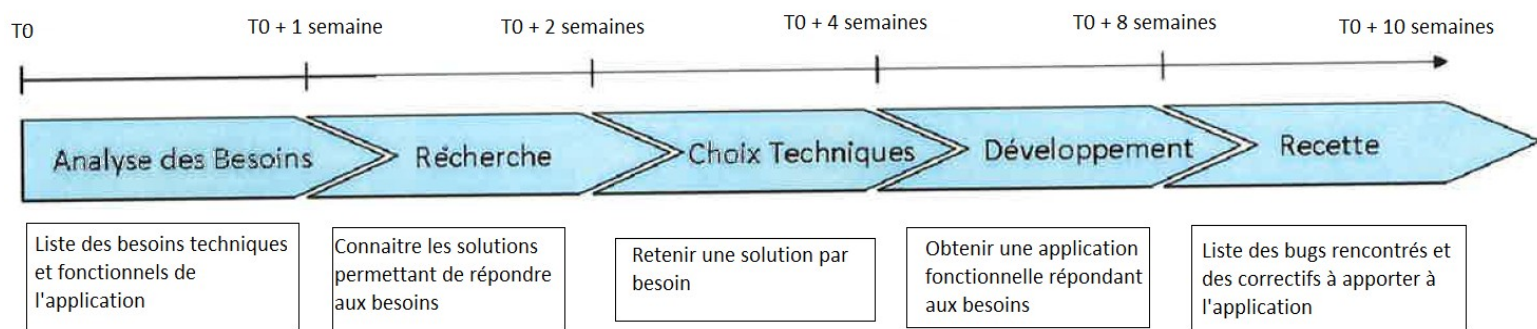 T0
T0 + 1 semaine
T0 + 2 semaines
T0 + 4 semaines
T0 + 8 semaines
T0 + 10 semaines
Analyse des Besoins
Récherche
Choix Techniques
Développement
Recette
Liste des besoins techniques
et fonctionnels de
l'application
Connaitre les solutions
permettant de répondre
aux besoins
Retenir une solution par
besoin
Obtenir une application
fonctionnelle répondant
aux besoins
Liste des bugs rencontrés et
des correctifs à apporter à
l'application